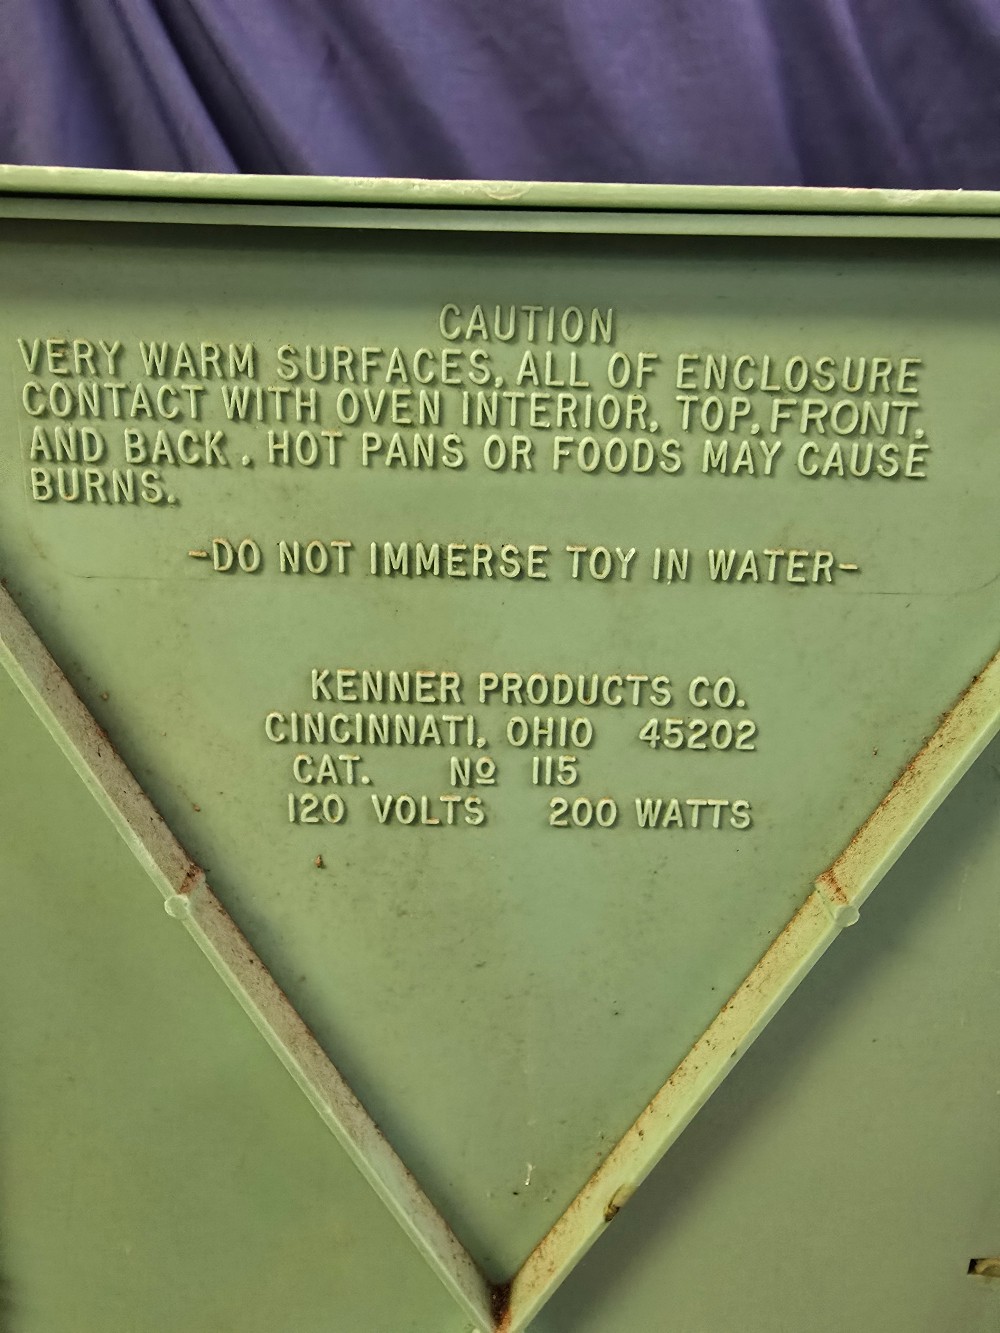 CAUTION
VERY WARM SURFACES, ALL OF ENCLOSURE
CONTACT WITH OVEN INTERIOR, TOP, FRONT,
AND BACK. HOT PANS OR FOODS MAY CAUSE
BURNS.
-DO NOT IMMERSE TOY IN WATER-
KENNER PRODUCTS CO.
CINCINNATI, OHIO 45202
CAT. Nº 115
120 VOLTS 200 WATTS